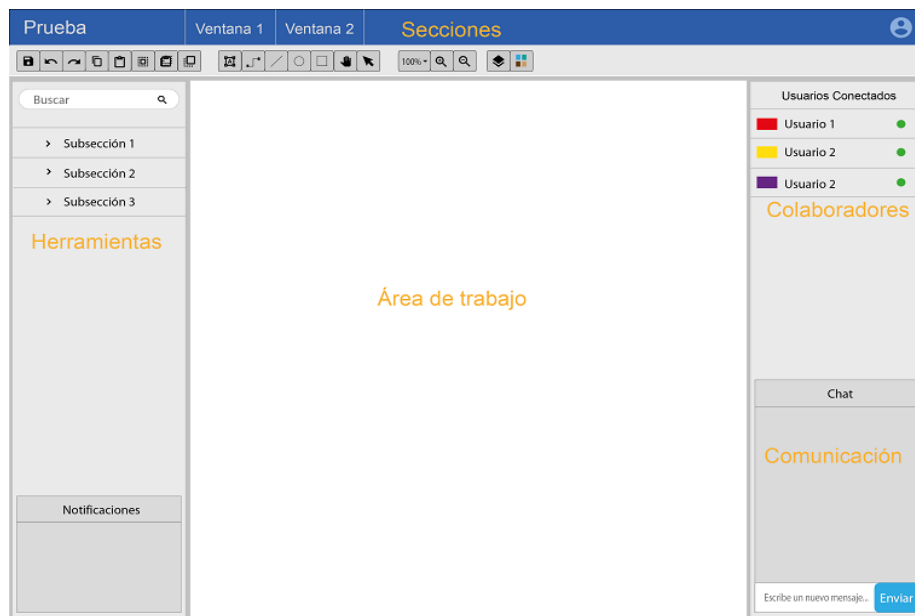 Prueba
Ventana 1
Ventana 2
Secciones
100%
Buscar
Subsección 1
Subsección 2
Subsección 3
Herramientas
Notificaciones
Área de trabajo
Usuarios Conectados
Usuario 1
Usuario 2
Usuario 2
Colaboradores
Chat
Comunicación
Escribe un nuevo mensaje...
Enviar